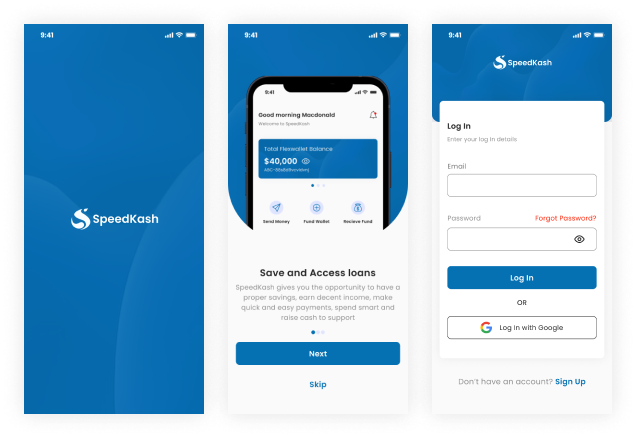 9:41
SpeedKash
9:41
9:41
Good morning Macdonald
Welcome to SpeedKash
Total Flexswallet Balance
$40,000
Send Money
Fund Wallet
Recieve Fund
Save and Access loans
SpeedKash gives you the opportunity to have a
proper savings, earn decent income, make
quick and easy payments, spend smart and
raise cash to support
Next
Skip
9:41
SpeedKash
Log In
Enter your log in details
Email
Password
Forgot Password?
Log In
OR
Log In with Google
Don't have an account? Sign Up